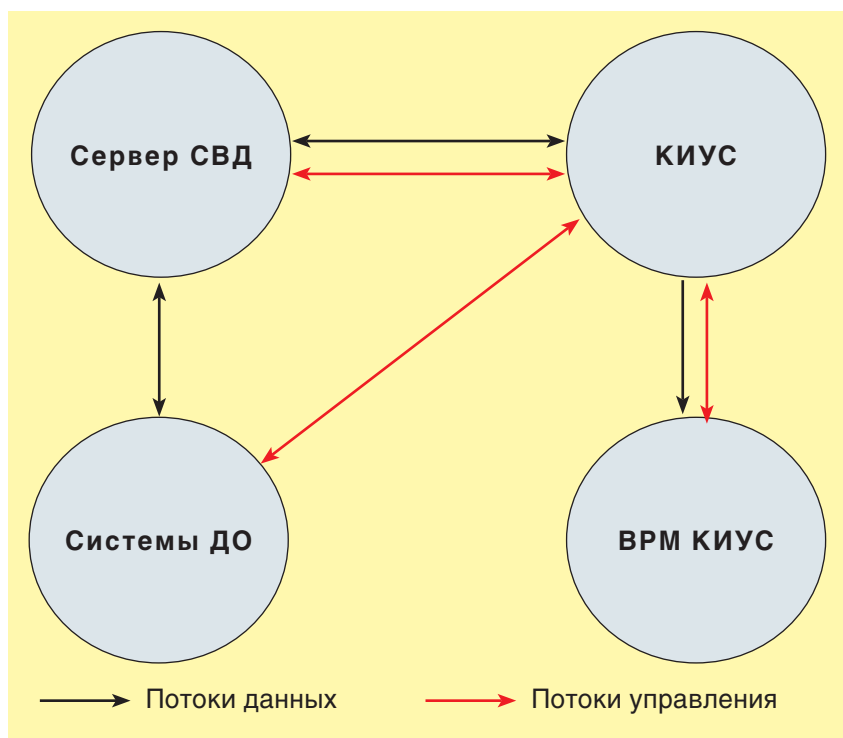 Сервер СВД
КИУС
Системы ДО
ВРМ КИУС
Потоки данных
Потоки управления